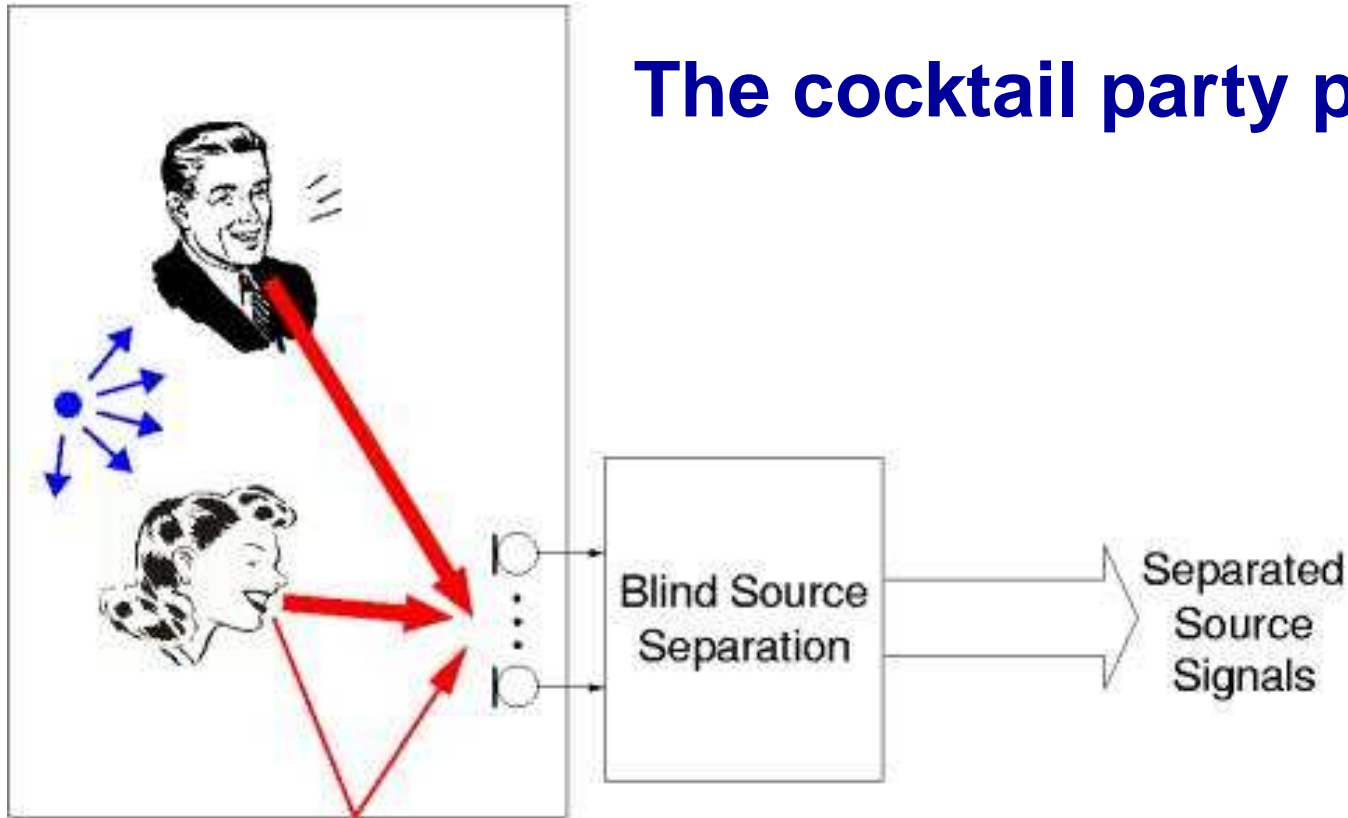 The cocktail party p
Blind Source
Separation
Separated
Source
Signals